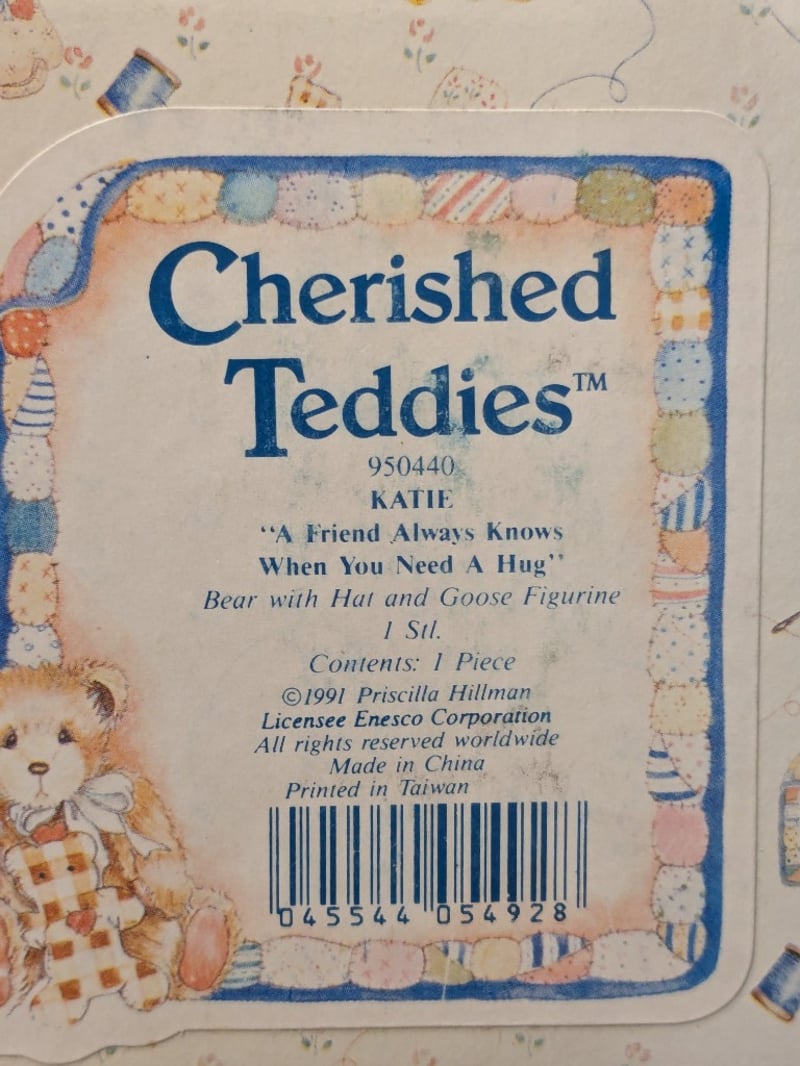 Cherished
Teddies™
950440
KATIE
“A Friend Always Knows
When You Need A Hug”
Bear with Hat and Goose Figurine
1 Stl.
Contents: 1 Piece
©1991 Priscilla Hillman
Licensee Enesco Corporation
All rights reserved worldwide
Made in China
Printed in Taiwan
045544 054928